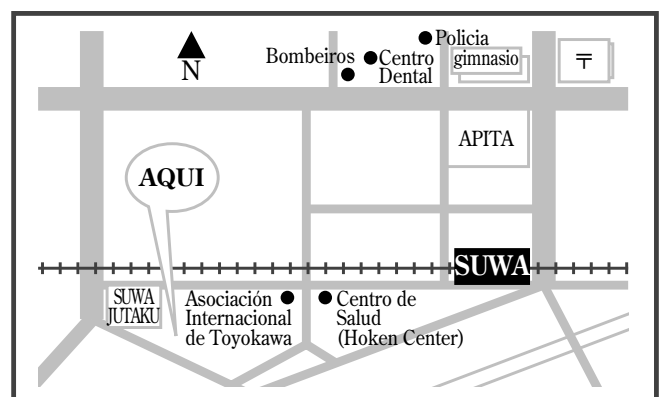 Policia
Bombeiros
Centro
Dental
gimnasio
〒
N
APITA
AQUI
SUWA
SUWA
JUTAKU
Asociación
Internacional
de Toyokawa
Centro de
Salud
(Hoken Center)